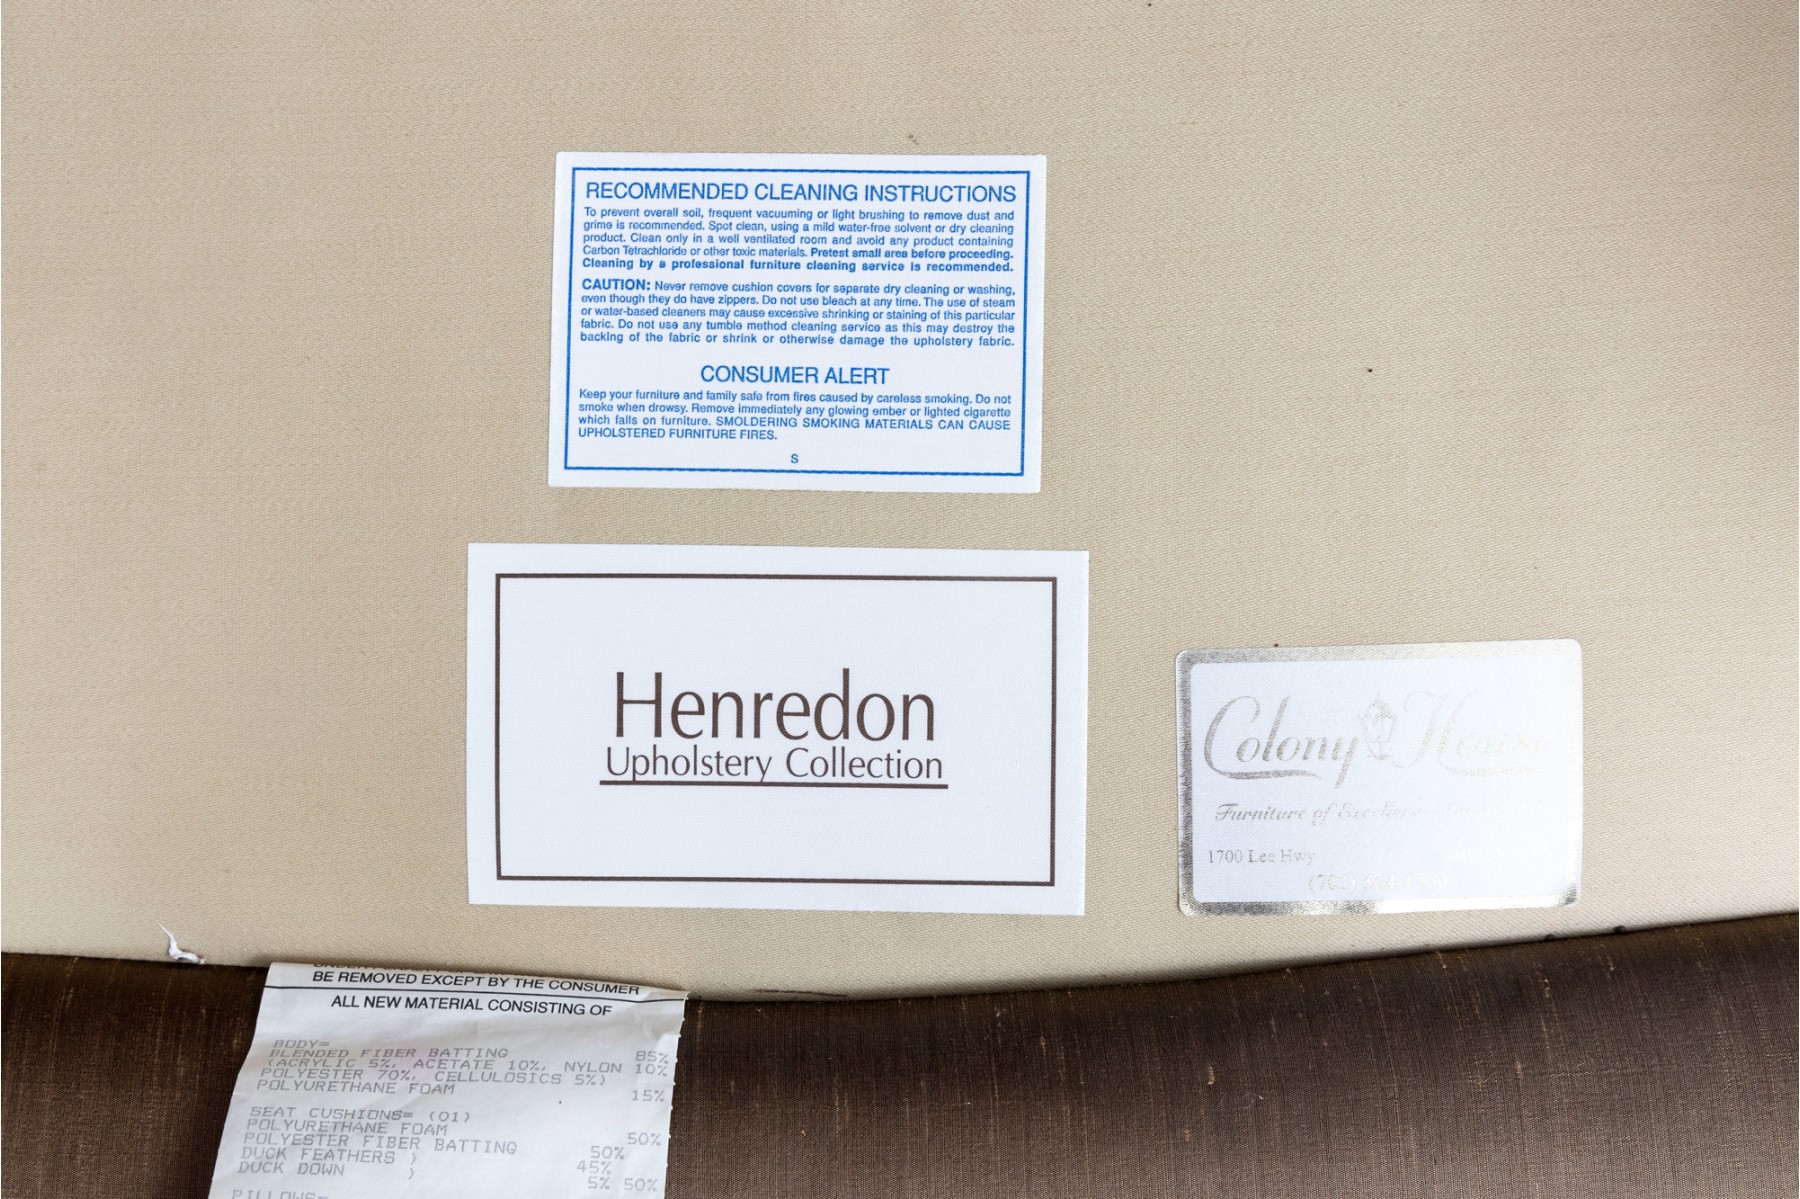 RECOMMENDED CLEANING INSTRUCTIONS
To prevent overall soil, frequent vacuuming or light brushing to remove dust and
grime is recommended. Spot clean, using a mild water-free solvent or dry cleaning
product. Clean only in a well ventilated room and avoid any product containing
Carbon Tetrachloride or other toxic materials. Pretest small area before proceeding.
Cleaning by a professional furniture cleaning service is recommended.
CAUTION: Never remove cushion covers for separate dry cleaning or washing,
even though they do have zippers. Do not use bleach at any time. The use of steam
or water-based cleaners may cause excessive shrinking or staining of this particular
fabric. Do not use any tumble method cleaning service as this may destroy the
backing of the fabric or shrink or otherwise damage the upholstery fabric.
CONSUMER ALERT
Keep your furniture and family safe from fires caused by careless smoking. Do not
smoke when drowsy. Remove immediately any glowing ember or lighted cigarette
which falls on furniture. SMOLDERING SMOKING MATERIALS CAN CAUSE
UPHOLSTERED FURNITURE FIRES.
S
Henredon
Upholstery Collection
Colony House
Furniture of
1700 Lee Hwy
BE REMOVED EXCEPT BY THE CONSUMER
ALL NEW MATERIAL CONSISTING OF
BODY=
BLENDED FIBER BATTING 85%
(ACRYLIC 5%, ACETATE 10%, NYLON 10%
POLYESTER 70%, CELLULOSICS 5%)
POLYURETHANE FOAM 15%
SEAT CUSHIONS= (01)
POLYURETHANE FOAM 50%
POLYESTER FIBER BATTING 50%
DUCK FEATHERS ) 45%
DUCK DOWN ) 5% 50%
PILLOWS=